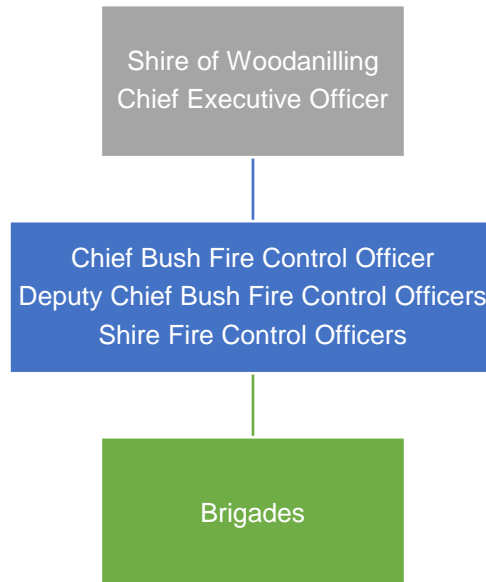 Shire of Woodanilling
Chief Executive Officer
Chief Bush Fire Control Officer
Deputy Chief Bush Fire Control Officers
Shire Fire Control Officers
Brigades